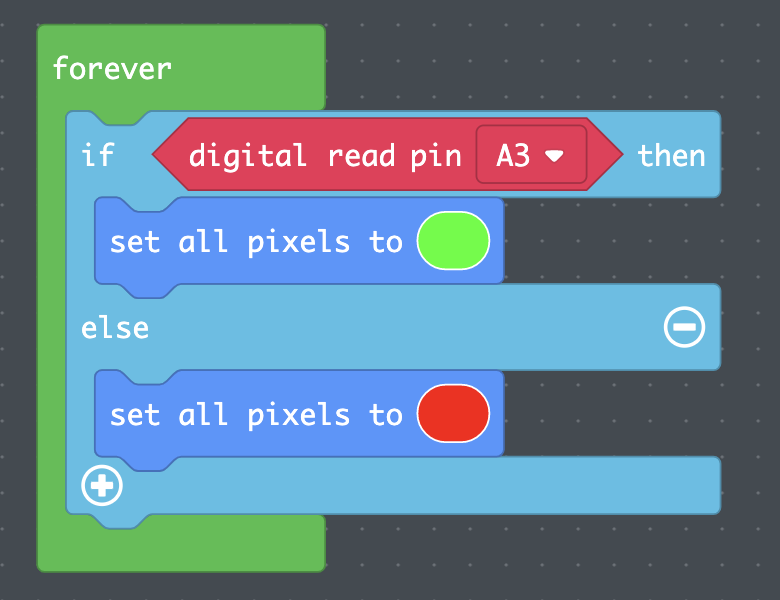 forever
if digital read pin A3 then
set all pixels to
else
set all pixels to